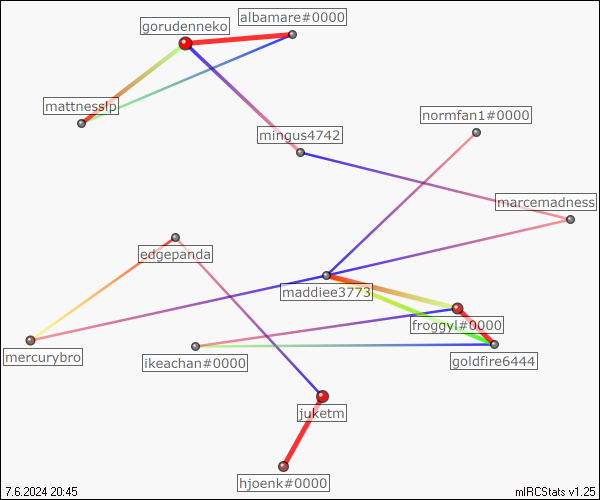 albamare#0000
gorudenneko
mattnesslp
normfan1#0000
mingus4742
marcemadness
edgepanda
maddiee3773
froggyl#0000
mercurybro
ikeachan#0000
goldfire6444
juketm
hjoenk#0000
7.6.2024 20:45
mIRCStats v1.25